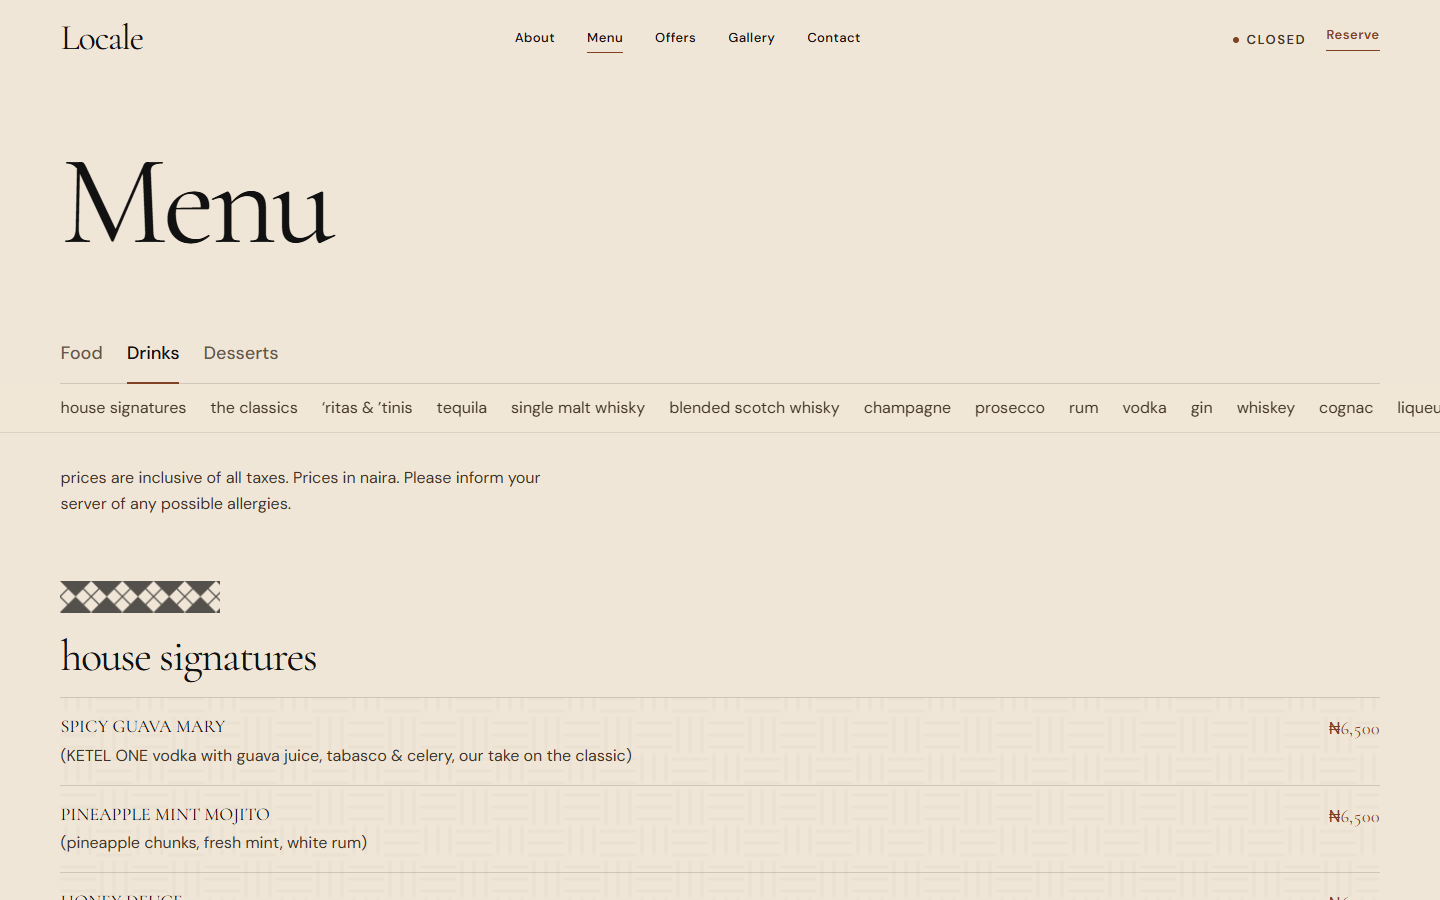 Locale
About Menu Offers Gallery Contact
CLOSED
Reserve
Menu
Food Drinks Desserts
house signatures the classics ’ritas & ’tinis tequila single malt whisky blended scotch whisky champagne prosecco rum vodka gin whiskey cognac liqueu
prices are inclusive of all taxes. Prices in naira. Please inform your
server of any possible allergies.
house signatures
SPICY GUAVA MARY ₦6,500
(KETEL ONE vodka with guava juice, tabasco & celery, our take on the classic)
PINEAPPLE MINT MOJITO ₦6,500
(pineapple chunks, fresh mint, white rum)